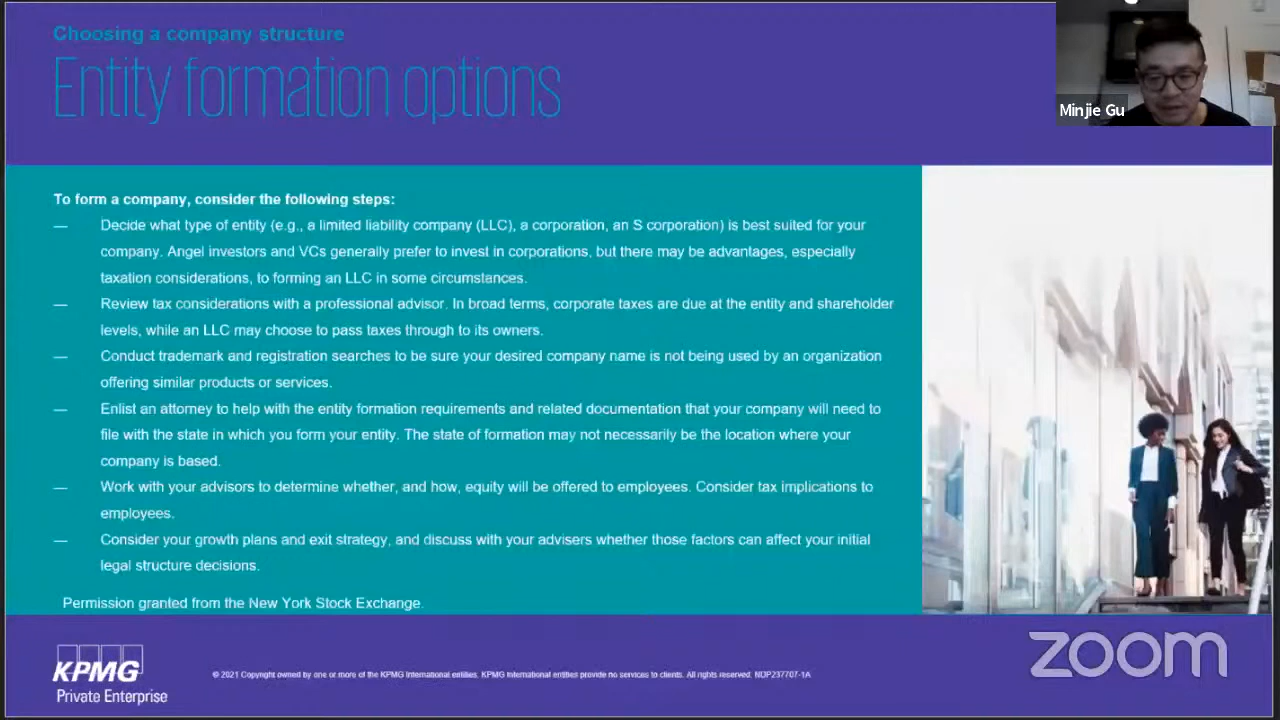 Choosing a company structure
Entity formation options
Minjie Gu
To form a company, consider the following steps:
— Decide what type of entity (e.g., a limited liability company (LLC), a corporation, an S corporation) is best suited for your
company. Angel investors and VCs generally prefer to invest in corporations, but there may be advantages, especially
taxation considerations, to forming an LLC in some circumstances.
— Review tax considerations with a professional advisor. In broad terms, corporate taxes are due at the entity and shareholder
levels, while an LLC may choose to pass taxes through to its owners.
— Conduct trademark and registration searches to be sure your desired company name is not being used by an organization
offering similar products or services.
— Enlist an attorney to help with the entity formation requirements and related documentation that your company will need to
file with the state in which you form your entity. The state of formation may not necessarily be the location where your
company is based.
— Work with your advisors to determine whether, and how, equity will be offered to employees. Consider tax implications to
employees.
— Consider your growth plans and exit strategy, and discuss with your advisers whether those factors can affect your initial
legal structure decisions.
Permission granted from the New York Stock Exchange.
KPMG
Private Enterprise
© 2021 Copyright owned by one or more of the KPMG International entities. KPMG International entities provide no services to clients. All rights reserved. NDP237707-1A
zoom